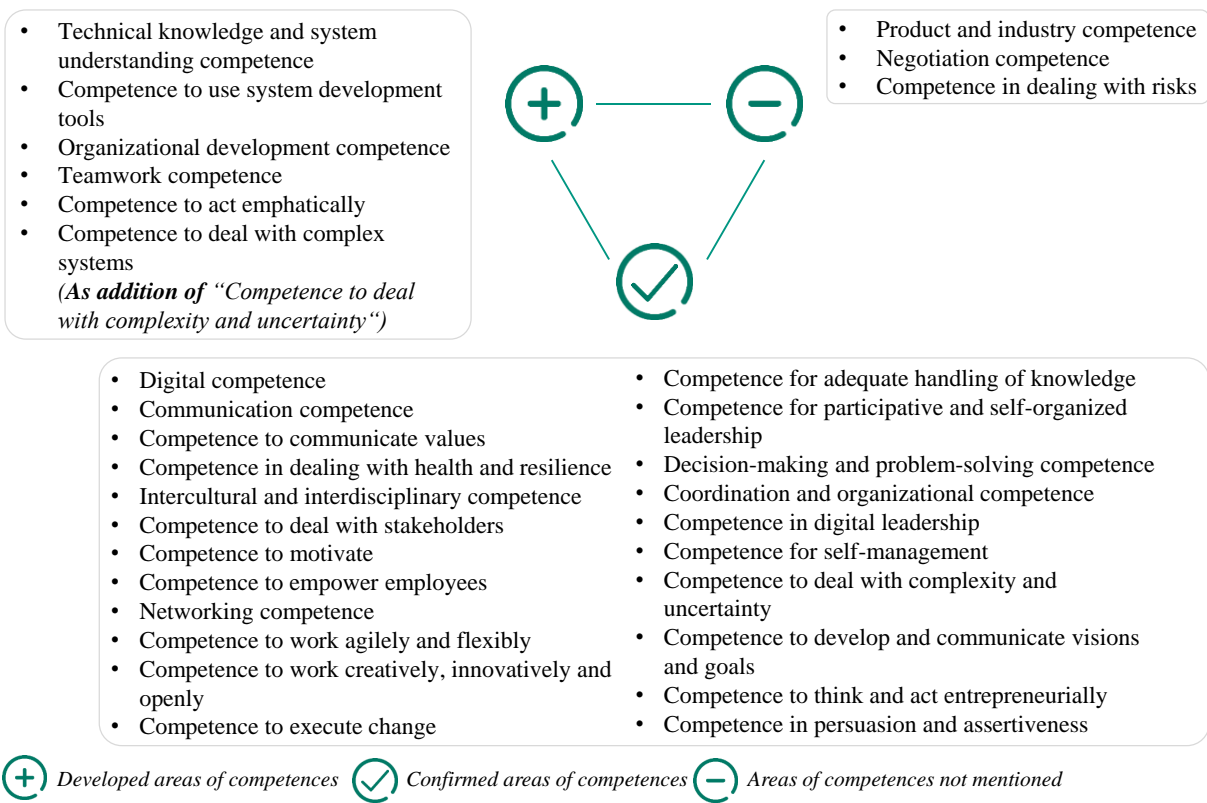 • Technical knowledge and system
understanding competence
• Competence to use system development
tools
• Organizational development competence
• Teamwork competence
• Competence to act emphatically
• Competence to deal with complex
systems
(As addition of “Competence to deal
with complexity and uncertainty“)
• Product and industry competence
• Negotiation competence
• Competence in dealing with risks
• Digital competence
• Communication competence
• Competence to communicate values
• Competence in dealing with health and resilience
• Intercultural and interdisciplinary competence
• Competence to deal with stakeholders
• Competence to motivate
• Competence to empower employees
• Networking competence
• Competence to work agilely and flexibly
• Competence to work creatively, innovatively and
openly
• Competence to execute change
• Competence for adequate handling of knowledge
• Competence for participative and self-organized
leadership
• Decision-making and problem-solving competence
• Coordination and organizational competence
• Competence in digital leadership
• Competence for self-management
• Competence to deal with complexity and
uncertainty
• Competence to develop and communicate visions
and goals
• Competence to think and act entrepreneurially
• Competence in persuasion and assertiveness
Developed areas of competences
Confirmed areas of competences
Areas of competences not mentioned